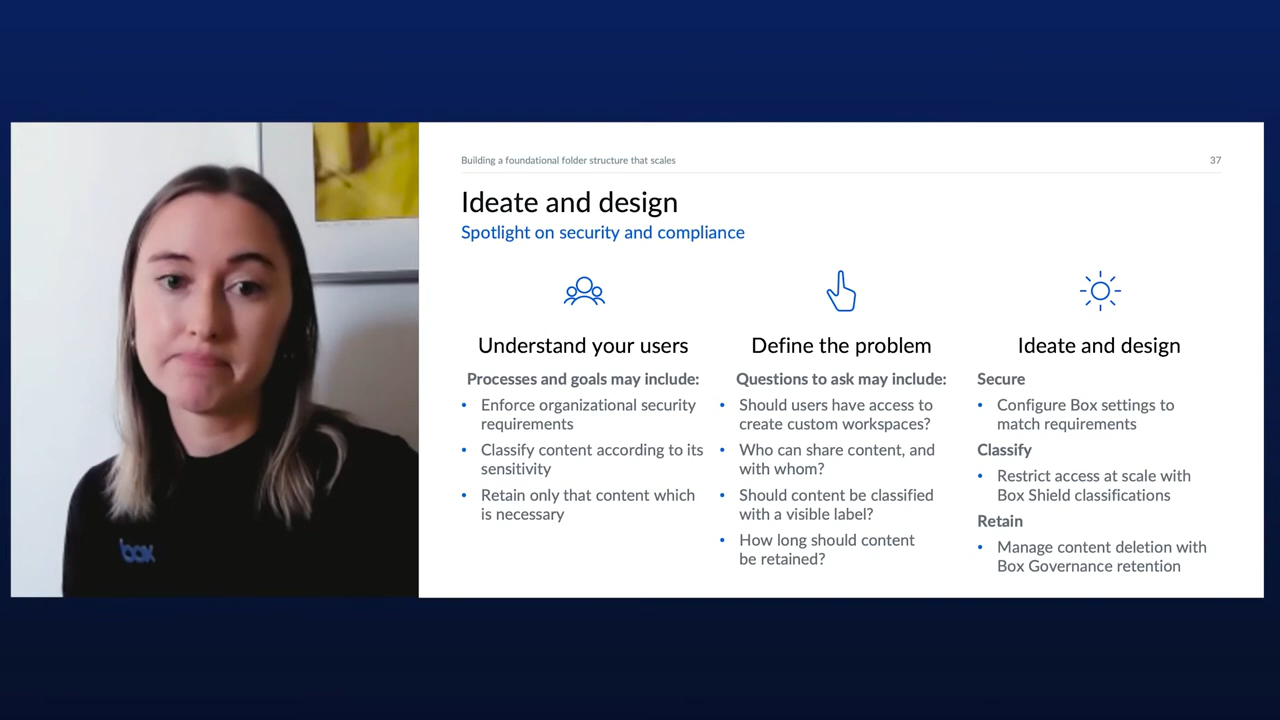 Building a foundational folder structure that scales
37
Ideate and design
Spotlight on security and compliance
Understand your users
Processes and goals may include:
• Enforce organizational security
requirements
• Classify content according to its
sensitivity
• Retain only that content which
is necessary
Define the problem
Questions to ask may include:
• Should users have access to
create custom workspaces?
• Who can share content, and
with whom?
• Should content be classified
with a visible label?
• How long should content
be retained?
Ideate and design
Secure
• Configure Box settings to
match requirements
Classify
• Restrict access at scale with
Box Shield classifications
Retain
• Manage content deletion with
Box Governance retention
box